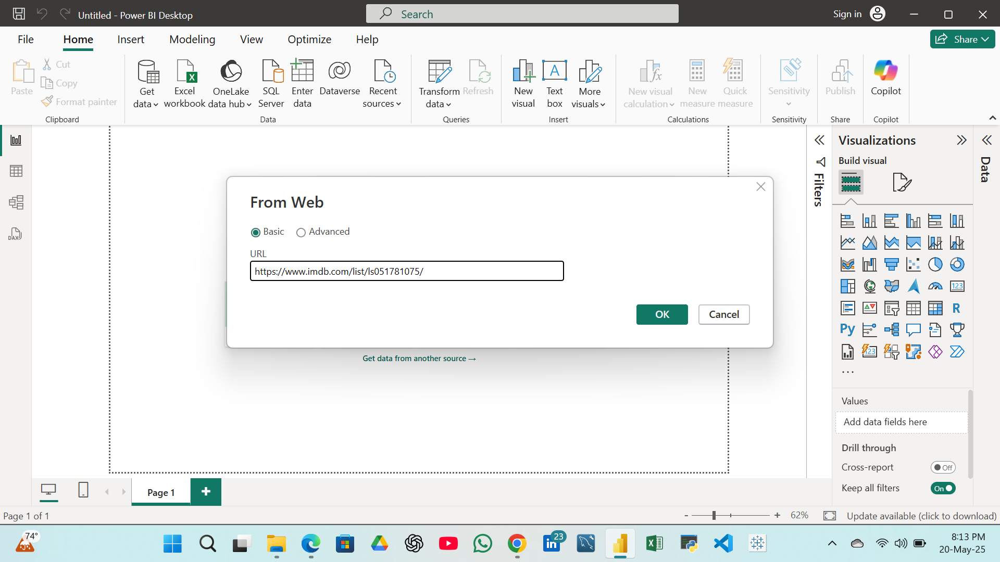 Untitled - Power BI Desktop
Search
Sign in
File
Home
Insert
Modeling
View
Optimize
Help
Share
Paste
Cut
Copy
Format painter
Clipboard
Get data
Excel workbook
OneLake data hub
SQL Server
Enter data
Dataverse
Recent sources
Data
Transform data
Refresh
Queries
New visual
Text box
More visuals
Insert
New visual calculation
New measure
Quick measure
Calculations
Sensitivity
Sensitivity
Publish
Share
Copilot
Copilot
DAX
From Web
Basic
Advanced
URL
https://www.imdb.com/list/ls051781075/
OK
Cancel
Get data from another source →
Filters
Visualizations
Build visual
123
R
Py
123
...
Values
Add data fields here
Drill through
Cross-report
Off
Keep all filters
On
Data
Page 1
Page 1 of 1
-
+
62%
Update available (click to download)
74°
23
8:13 PM
20-May-25